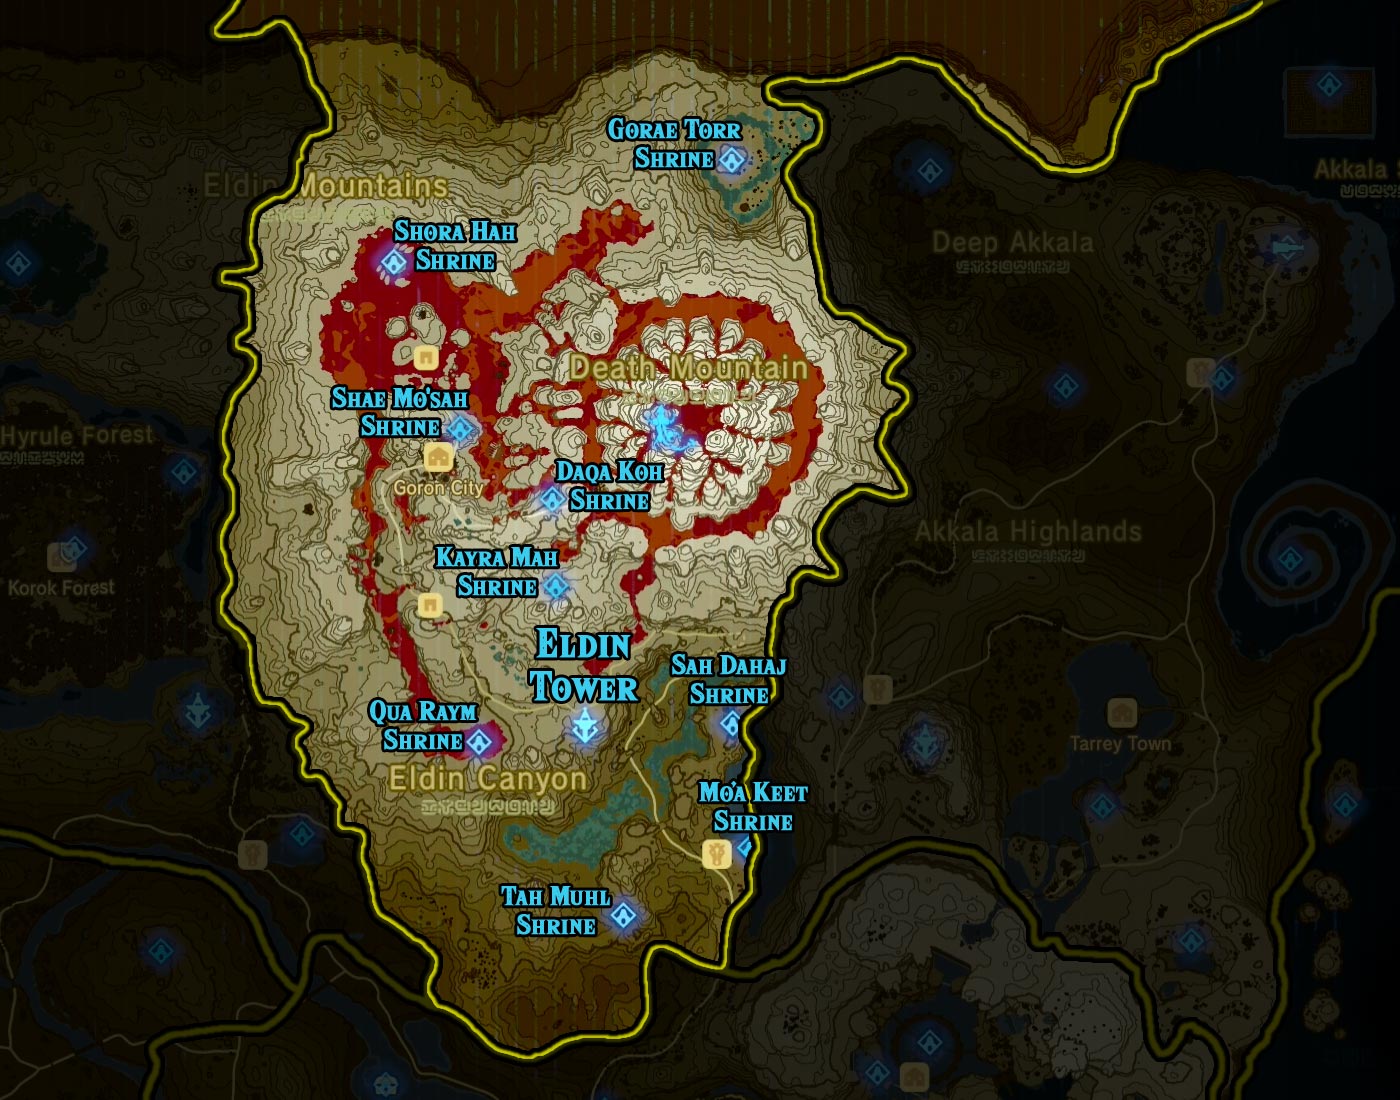 Gorae Torr
Shrine
Akkala
Eldin Mountains
Shora Hah
Shrine
Deep Akkala
Death Mountain
Shae Mo'sah
Shrine
Hyrule Forest
Daqa Koh
Shrine
Goron City
Akkala Highlands
Kayra Mah
Shrine
Korok Forest
Eldin
Tower
Sah Dahaj
Shrine
Qua Raym
Shrine
Tarrey Town
Eldin Canyon
Mo'a Keet
Shrine
Tah Muhl
Shrine